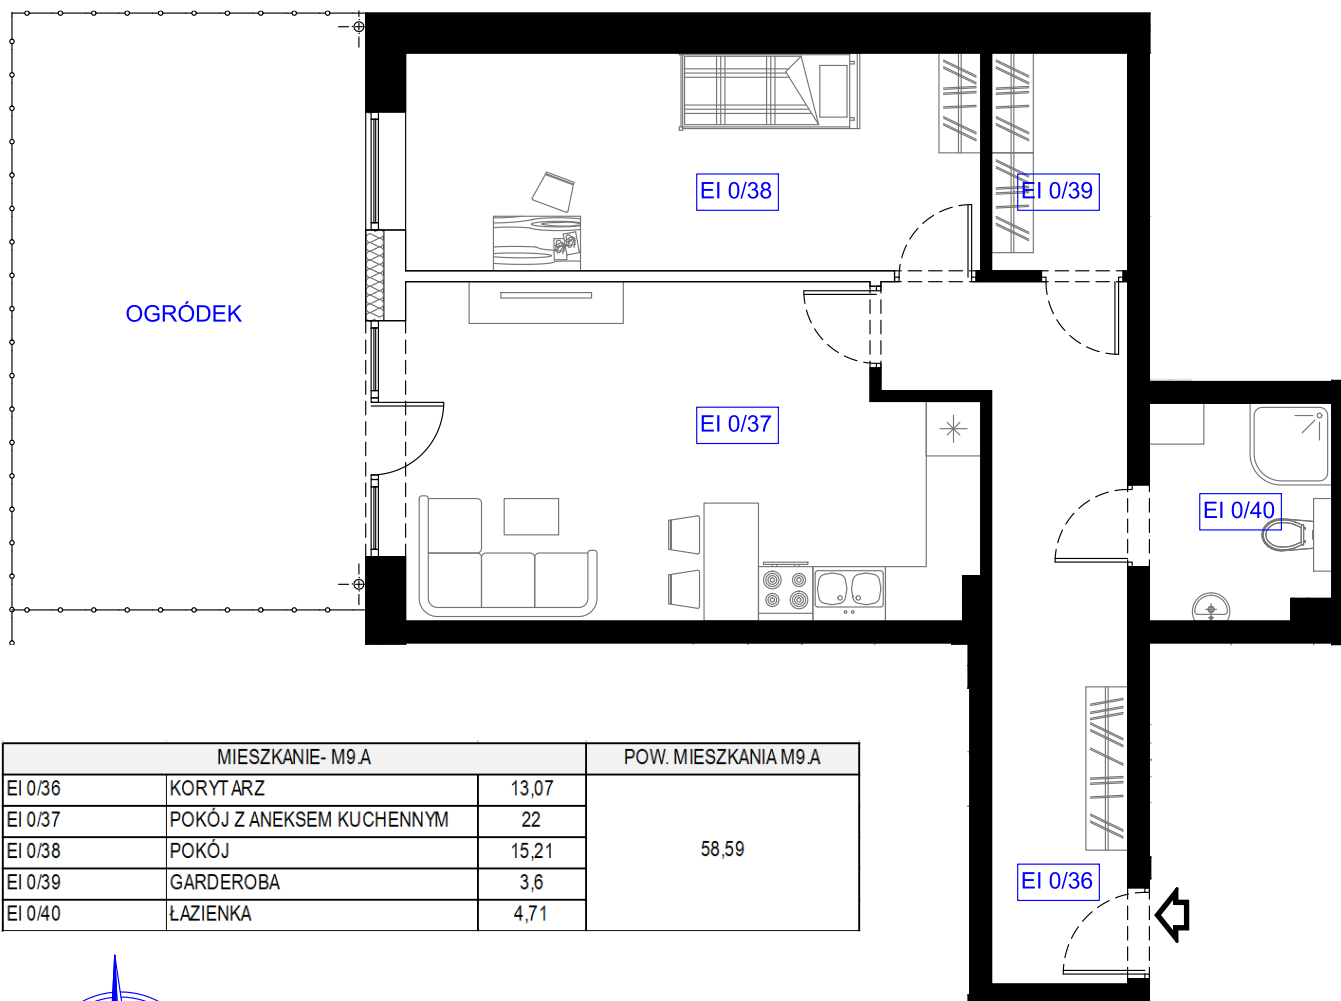 EI 0/38
EI 0/39
OGRÓDEK
EI 0/37
EI 0/40
EI 0/36
MIESZKANIE- M9.A POW. MIESZKANIA M9.A
EI 0/36 KORYTARZ 13,07
EI 0/37 POKÓJ Z ANEKSEM KUCHENNYM 22
EI 0/38 POKÓJ 15,21 58,59
EI 0/39 GARDEROBA 3,6
EI 0/40 ŁAZIENKA 4,71